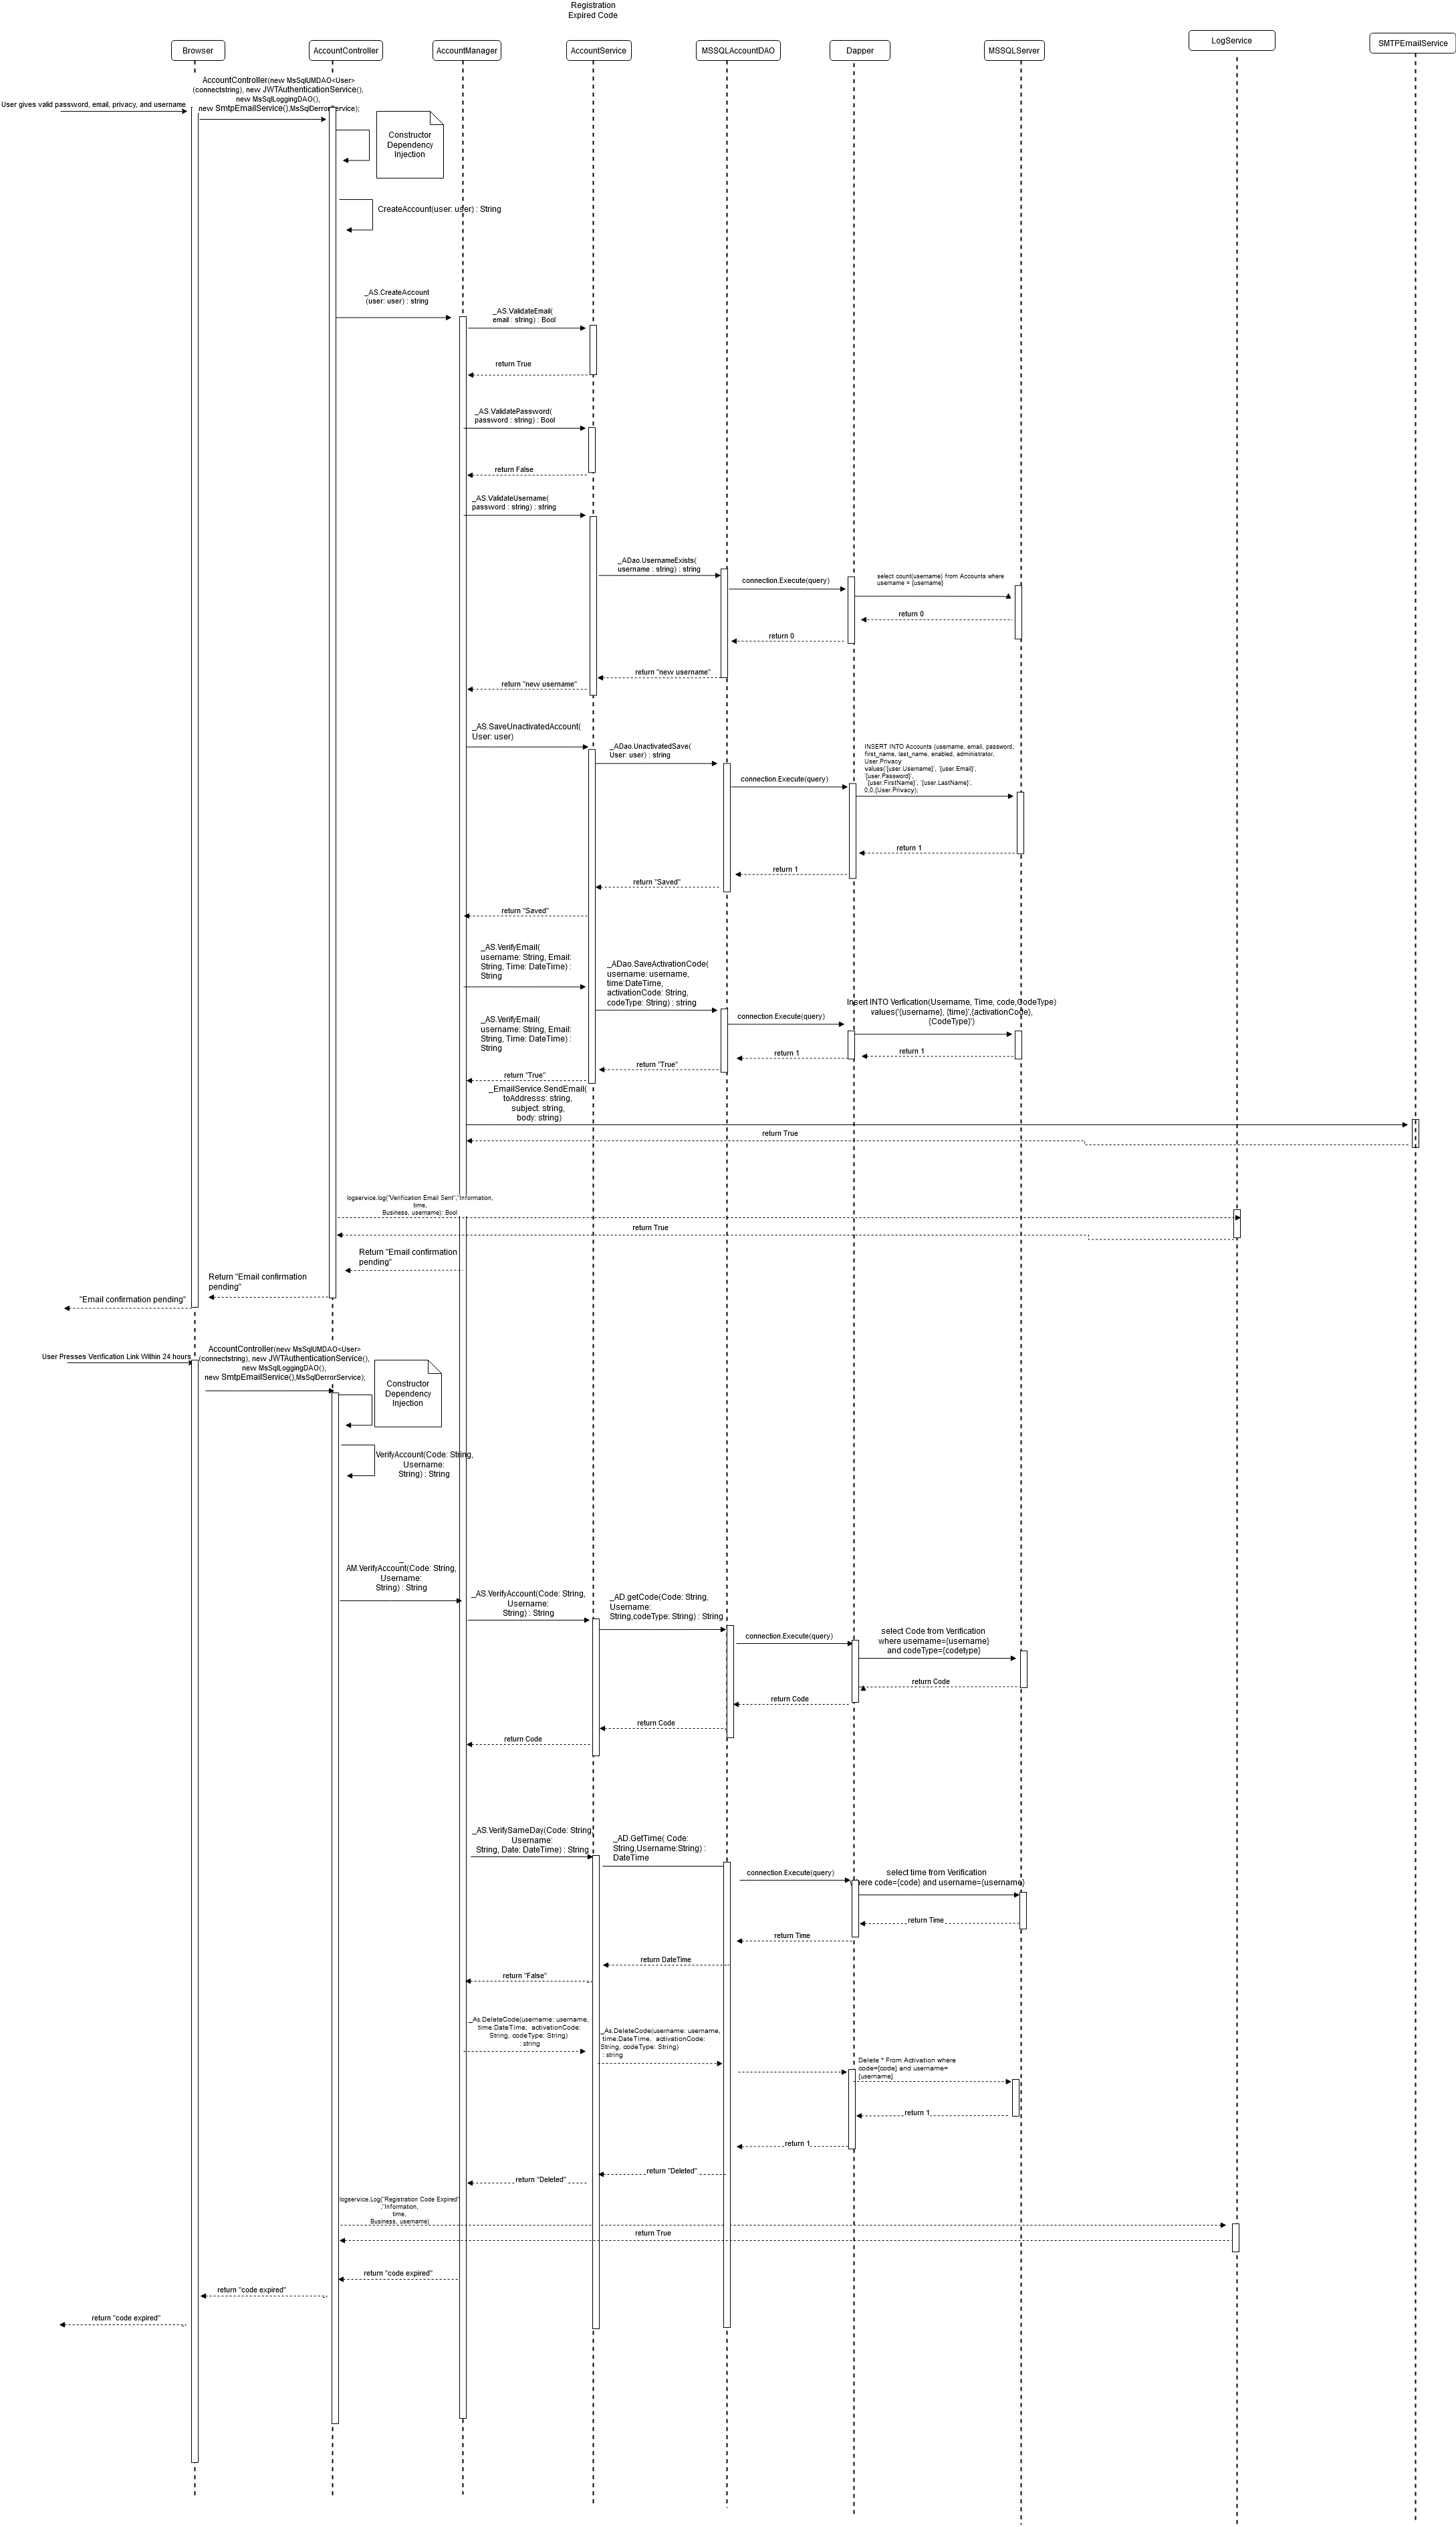 Registration
Expired Code
Browser
AccountController
AccountManager
AccountService
MSSQLAccountDAO
Dapper
MSSQLServer
LogService
SMTPEmailService
AccountController(new MsSqlUMDAO<User>
(connectstring), new JWTAuthenticationService(),
new MsSqlLoggingDAO(),
new SmtpEmailService(),MsSqlDerrorService);
User gives valid password, email, privacy, and username
Constructor
Dependency
Injection
CreateAccount(user: user) : String
_AS.CreateAccount
(user: user) : string
_AS.ValidateEmail(
email : string) : Bool
return True
_AS.ValidatePassword(
password : string) : Bool
return False
_AS.ValidateUsername(
password : string) : string
_ADao.UsernameExists(
username : string) : string
connection.Execute(query)
select count(username) from Accounts where
username = {username}
return 0
return 0
return "new username"
return "new username"
_AS.SaveUnactivatedAccount(
User: user)
_ADao.UnactivatedSave(
User: user) : string
connection.Execute(query)
INSERT INTO Accounts (username, email, password,
first_name, last_name, enabled, administrator,
User.Privacy
values('{user.Username}', '{user.Email}',
'{user.Password}',
'{user.FirstName}', '{user.LastName}',
0,0,{User.Privacy);
return 1
return 1
return "Saved"
return "Saved"
_AS.VerifyEmail(
username: String, Email:
String, Time: DateTime) :
String
_ADao.SaveActivationCode(
username: username,
time:DateTime,
activationCode: String,
codeType: String) : string
connection.Execute(query)
Insert INTO Verfication(Username, Time, code,CodeType)
values('{username}, {time}',{activationCode},
{CodeType}')
_AS.VerifyEmail(
username: String, Email:
String, Time: DateTime) :
String
return 1
return 1
return "True"
return "True"
_EmailService.SendEmail(
toAddresss: string,
subject: string,
body: string)
return True
logservice.log("Verification Email Sent","Information,
time,
Business, username): Bool
return True
Return "Email confirmation
pending"
Return "Email confirmation
pending"
"Email confirmation pending"
User Presses Verification Link Within 24 hours
AccountController(new MsSqlUMDAO<User>
(connectstring), new JWTAuthenticationService(),
new MsSqlLoggingDAO(),
new SmtpEmailService(),MsSqlDerrorService);
Constructor
Dependency
Injection
VerifyAccount(Code: String,
Username:
String) : String
_
AM.VerifyAccount(Code: String,
Username:
String) : String
_AS.VerifyAccount(Code: String,
Username:
String) : String
_AD.getCode(Code: String,
Username:
String,codeType: String) : String
connection.Execute(query)
select Code from Verification
where username={username}
and codeType={codetype}
return Code
return Code
return Code
return Code
_AS.VerifySameDay(Code: String,
Username:
String, Date: DateTime) : String
_AD.GetTime( Code:
String,Username:String) :
DateTime
connection.Execute(query)
select time from Verification
where code={code} and username={username}
return Time
return Time
return DateTime
return "False"
_As.DeleteCode(username: username,
time:DateTime, activationCode:
String, codeType: String)
: string
_As.DeleteCode(username: username,
time:DateTime, activationCode:
String, codeType: String)
: string
Delete * From Activation where
code={code} and username=
{username}
return 1
return 1
return "Deleted"
return "Deleted"
logservice.Log("Registration Code Expired"
,"Information,
time,
Business, username)
return True
return "code expired"
return "code expired"
return "code expired"